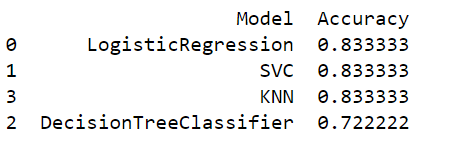 Model Accuracy
0 LogisticRegression 0.833333
1 SVC 0.833333
3 KNN 0.833333
2 DecisionTreeClassifier 0.722222